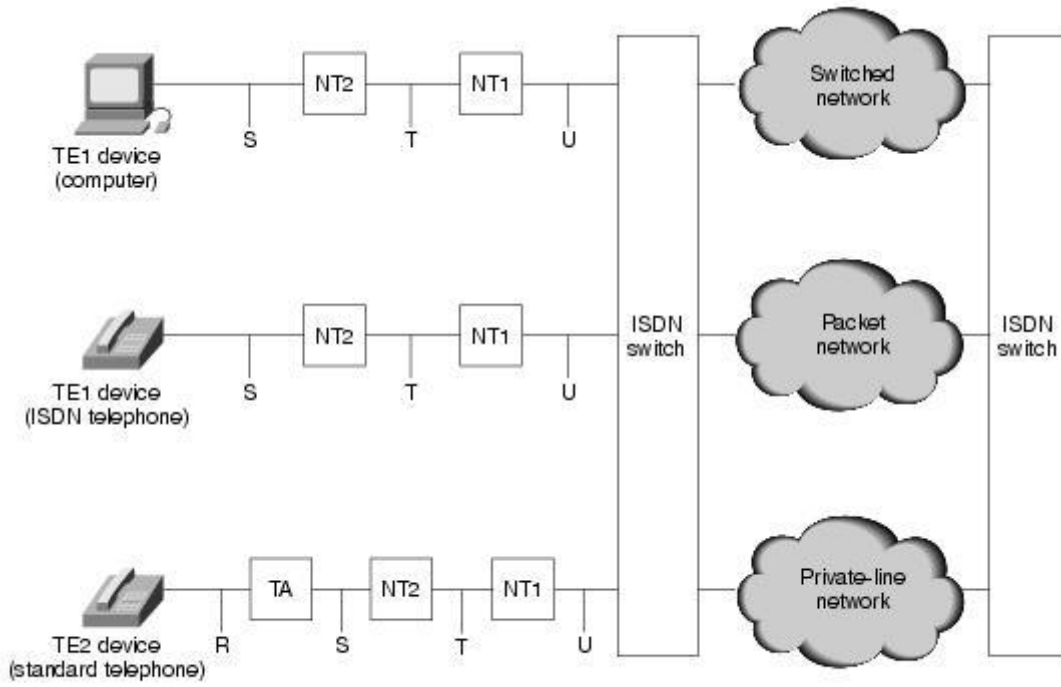 NT2
NT1
S
T
U
TE1 device
(computer)
Switched
network
NT2
NT1
S
T
U
TE1 device
(ISDN telephone)
ISDN
switch
Packet
network
ISDN
switch
TA
NT2
NT1
R
S
T
U
TE2 device
(standard telephone)
Private-line
network